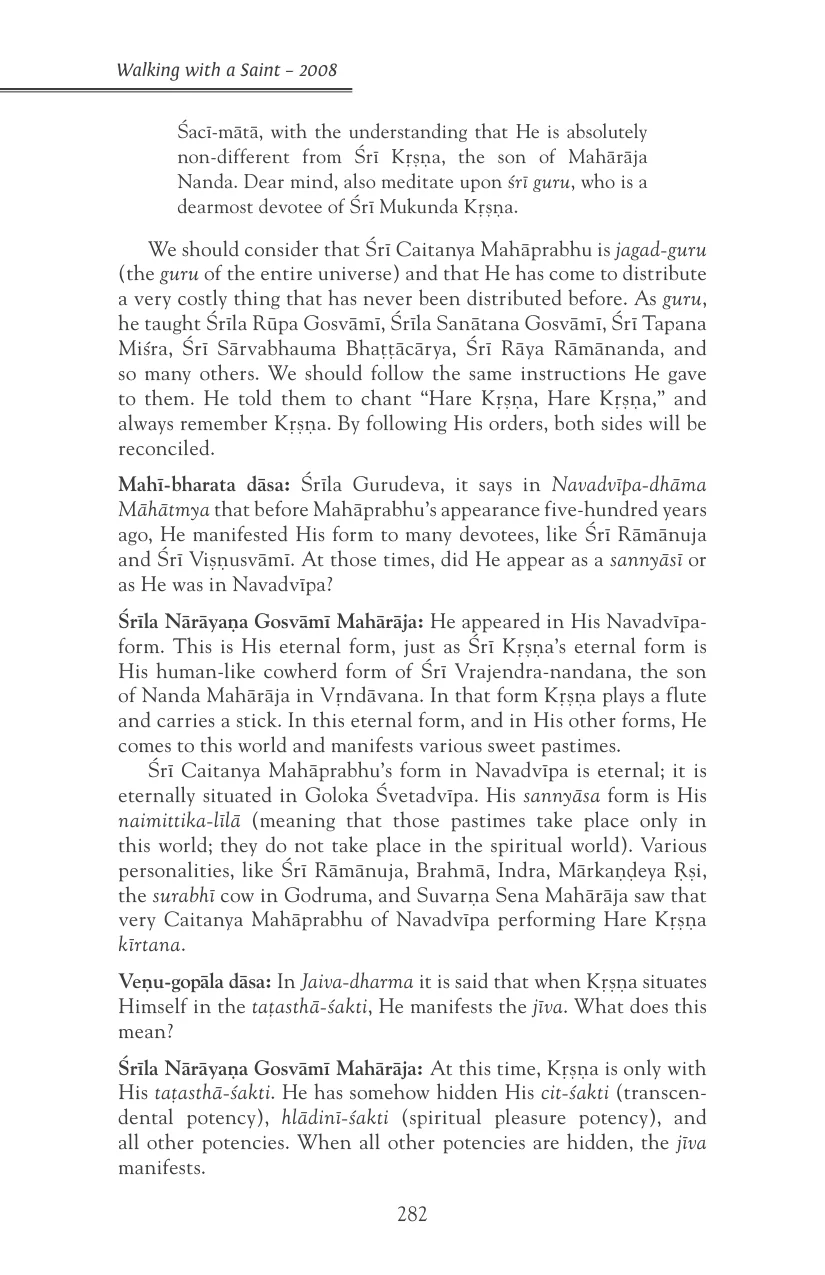 Walking with a Saint – 2008
Śacī-mātā, with the understanding that He is absolutely
non-different from Śrī Kṛṣṇa, the son of Mahārāja
Nanda. Dear mind, also meditate upon śrī guru, who is a
dearmost devotee of Śrī Mukunda Kṛṣṇa.
We should consider that Śrī Caitanya Mahāprabhu is jagad-guru
(the guru of the entire universe) and that He has come to distribute
a very costly thing that has never been distributed before. As guru,
he taught Śrīla Rūpa Gosvāmī, Śrīla Sanātana Gosvāmī, Śrī Tapana
Miśra, Śrī Sārvabhauma Bhaṭṭācārya, Śrī Rāya Rāmānanda, and
so many others. We should follow the same instructions He gave
to them. He told them to chant “Hare Kṛṣṇa, Hare Kṛṣṇa,” and
always remember Kṛṣṇa. By following His orders, both sides will be
reconciled.
Mahī-bharata dāsa: Śrīla Gurudeva, it says in Navadvīpa-dhāma
Māhātmya that before Mahāprabhu’s appearance five-hundred years
ago, He manifested His form to many devotees, like Śrī Rāmānuja
and Śrī Viṣṇusvāmī. At those times, did He appear as a sannyāsī or
as He was in Navadvīpa?
Śrīla Nārāyaṇa Gosvāmī Mahārāja: He appeared in His Navadvīpa-
form. This is His eternal form, just as Śrī Kṛṣṇa’s eternal form is
His human-like cowherd form of Śrī Vrajendra-nandana, the son
of Nanda Mahārāja in Vṛndāvana. In that form Kṛṣṇa plays a flute
and carries a stick. In this eternal form, and in His other forms, He
comes to this world and manifests various sweet pastimes.
Śrī Caitanya Mahāprabhu’s form in Navadvīpa is eternal; it is
eternally situated in Goloka Śvetadvīpa. His sannyāsa form is His
naimittika-līlā (meaning that those pastimes take place only in
this world; they do not take place in the spiritual world). Various
personalities, like Śrī Rāmānuja, Brahmā, Indra, Mārkaṇḍeya Ṛṣi,
the surabhī cow in Godruma, and Suvarṇa Sena Mahārāja saw that
very Caitanya Mahāprabhu of Navadvīpa performing Hare Kṛṣṇa
kīrtana.
Veṇu-gopāla dāsa: In Jaiva-dharma it is said that when Kṛṣṇa situates
Himself in the taṭasthā-śakti, He manifests the jīva. What does this
mean?
Śrīla Nārāyaṇa Gosvāmī Mahārāja: At this time, Kṛṣṇa is only with
His taṭasthā-śakti. He has somehow hidden His cit-śakti (transcen-
dental potency), hlādinī-śakti (spiritual pleasure potency), and
all other potencies. When all other potencies are hidden, the jīva
manifests.
282